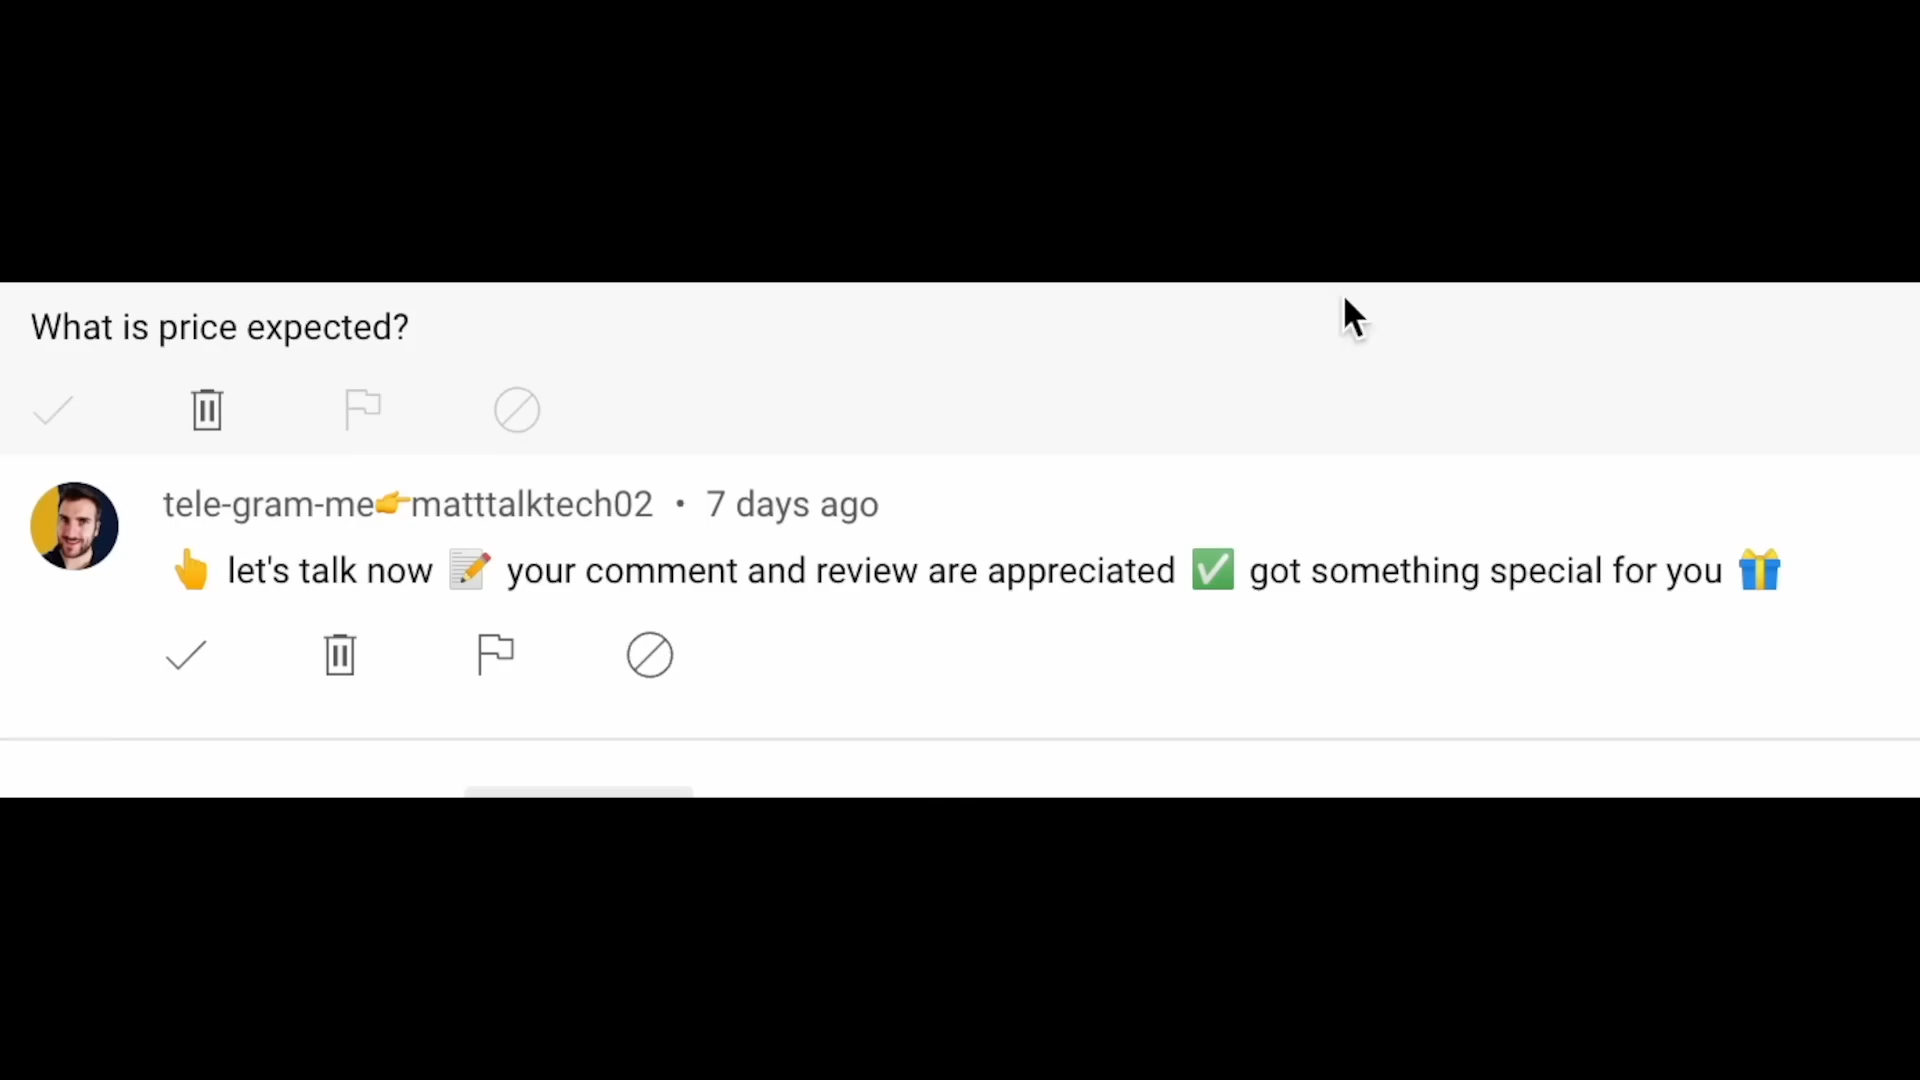 What is price expected?
tele-gram-me👉matttalktech02 • 7 days ago
👆 let's talk now 📝 your comment and review are appreciated ✅ got something special for you 🎁